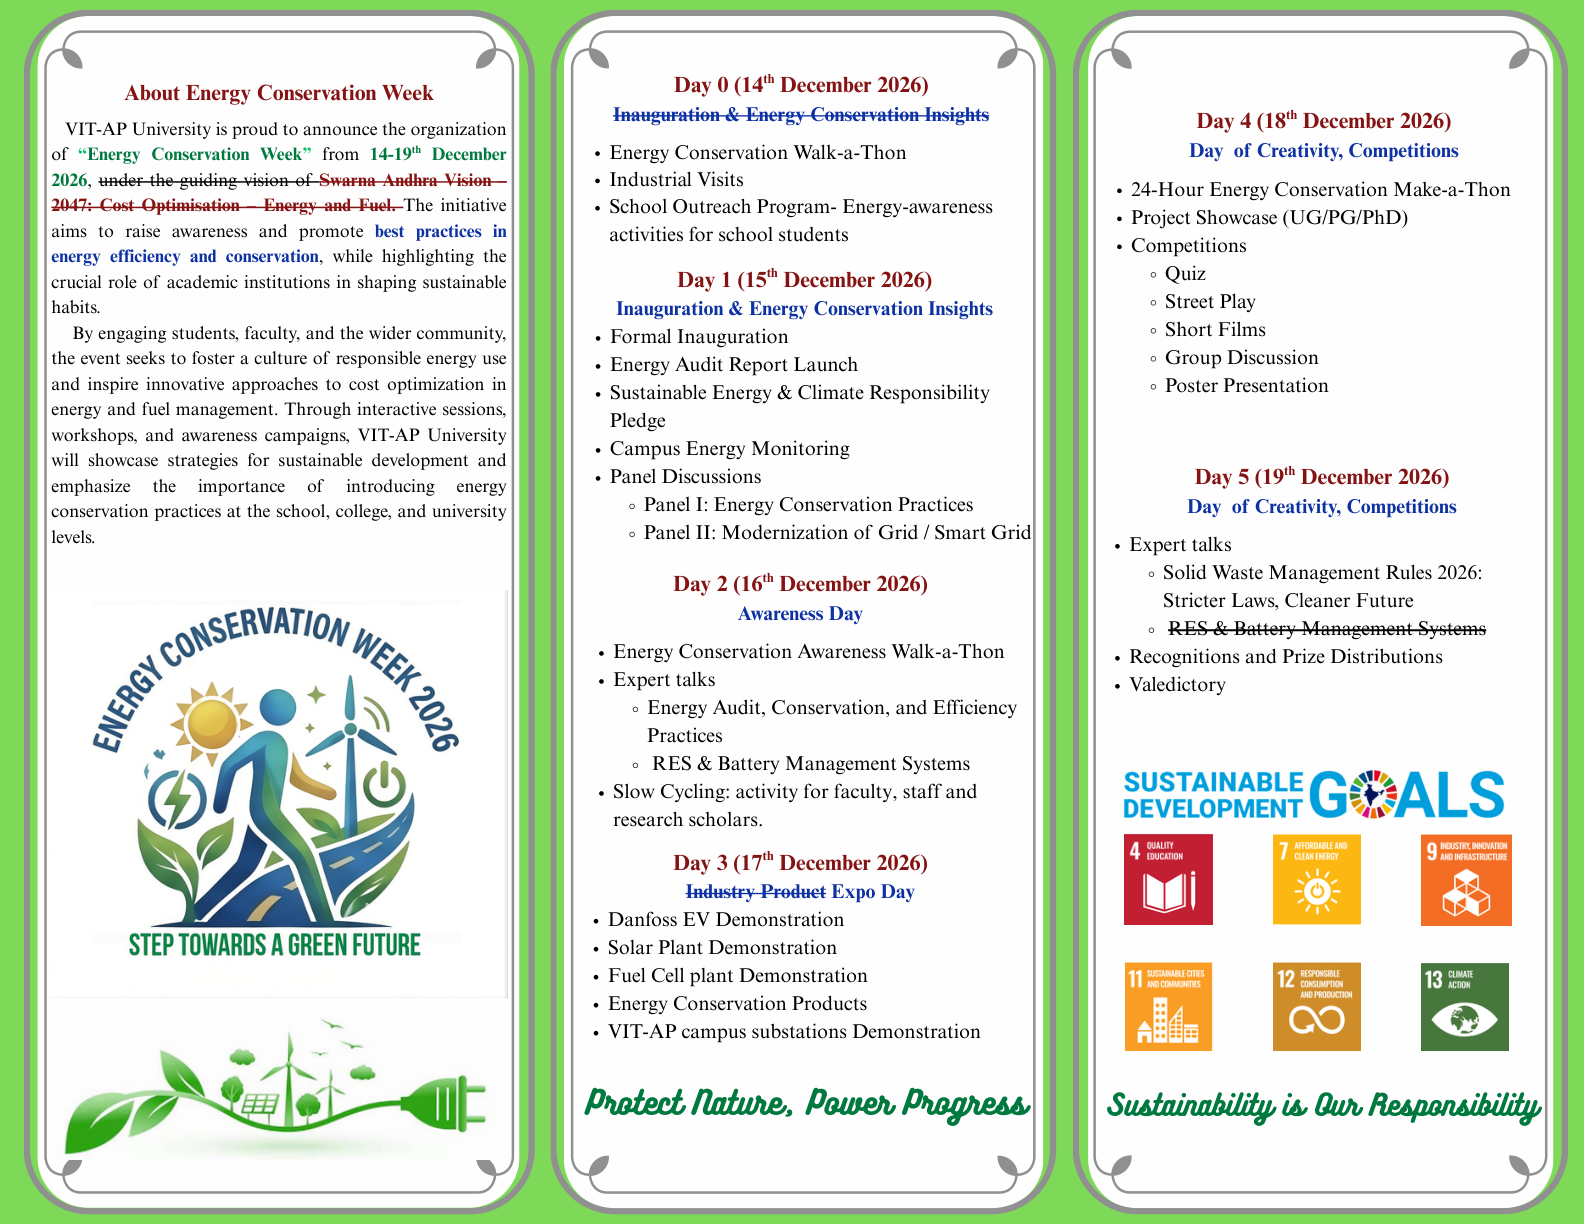 About Energy Conservation Week
VIT-AP University is proud to announce the organization
of “Energy Conservation Week” from 14-19th December
2026, under the guiding vision of Swarna Andhra Vision –
2047: Cost Optimisation – Energy and Fuel. The initiative
aims to raise awareness and promote best practices in
energy efficiency and conservation, while highlighting the
crucial role of academic institutions in shaping sustainable
habits.
By engaging students, faculty, and the wider community,
the event seeks to foster a culture of responsible energy use
and inspire innovative approaches to cost optimization in
energy and fuel management. Through interactive sessions,
workshops, and awareness campaigns, VIT-AP University
will showcase strategies for sustainable development and
emphasize the importance of introducing energy
conservation practices at the school, college, and university
levels.
ENERGY CONSERVATION WEEK 2026
STEP TOWARDS A GREEN FUTURE
Day 0 (14th December 2026)
Inauguration & Energy Conservation Insights
• Energy Conservation Walk-a-Thon
• Industrial Visits
• School Outreach Program- Energy-awareness
activities for school students
Day 1 (15th December 2026)
Inauguration & Energy Conservation Insights
• Formal Inauguration
• Energy Audit Report Launch
• Sustainable Energy & Climate Responsibility
Pledge
• Campus Energy Monitoring
• Panel Discussions
◦ Panel I: Energy Conservation Practices
◦ Panel II: Modernization of Grid / Smart Grid
Day 2 (16th December 2026)
Awareness Day
• Energy Conservation Awareness Walk-a-Thon
• Expert talks
◦ Energy Audit, Conservation, and Efficiency
Practices
◦ RES & Battery Management Systems
• Slow Cycling: activity for faculty, staff and
research scholars.
Day 3 (17th December 2026)
Industry Product Expo Day
• Danfoss EV Demonstration
• Solar Plant Demonstration
• Fuel Cell plant Demonstration
• Energy Conservation Products
• VIT-AP campus substations Demonstration
Protect Nature, Power Progress
Day 4 (18th December 2026)
Day of Creativity, Competitions
• 24-Hour Energy Conservation Make-a-Thon
• Project Showcase (UG/PG/PhD)
• Competitions
◦ Quiz
◦ Street Play
◦ Short Films
◦ Group Discussion
◦ Poster Presentation
Day 5 (19th December 2026)
Day of Creativity, Competitions
• Expert talks
◦ Solid Waste Management Rules 2026:
Stricter Laws, Cleaner Future
◦ RES & Battery Management Systems
• Recognitions and Prize Distributions
• Valedictory
SUSTAINABLE
DEVELOPMENT GOALS
4 QUALITY
EDUCATION
7 AFFORDABLE AND
CLEAN ENERGY
9 INDUSTRY, INNOVATION
AND INFRASTRUCTURE
11 SUSTAINABLE CITIES
AND COMMUNITIES
12 RESPONSIBLE
CONSUMPTION
AND PRODUCTION
13 CLIMATE
ACTION
Sustainability is Our Responsibility